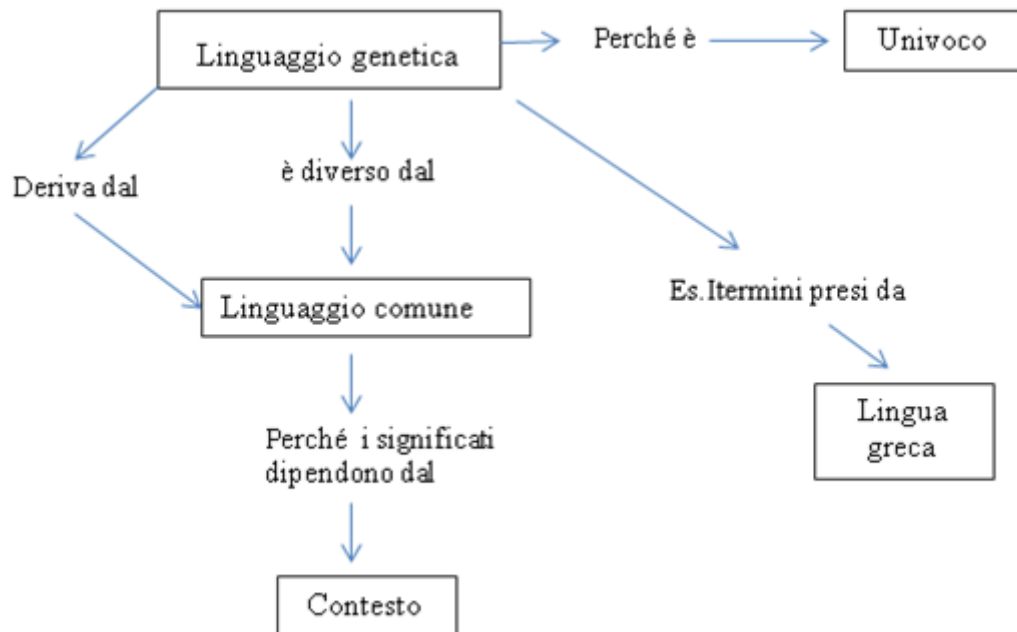 Linguaggio genetica
Perché è
Univoco
Deriva dal
è diverso dal
Linguaggio comune
Es.Itermini presi da
Lingua
greca
Perché i significati
dipendono dal
Contesto